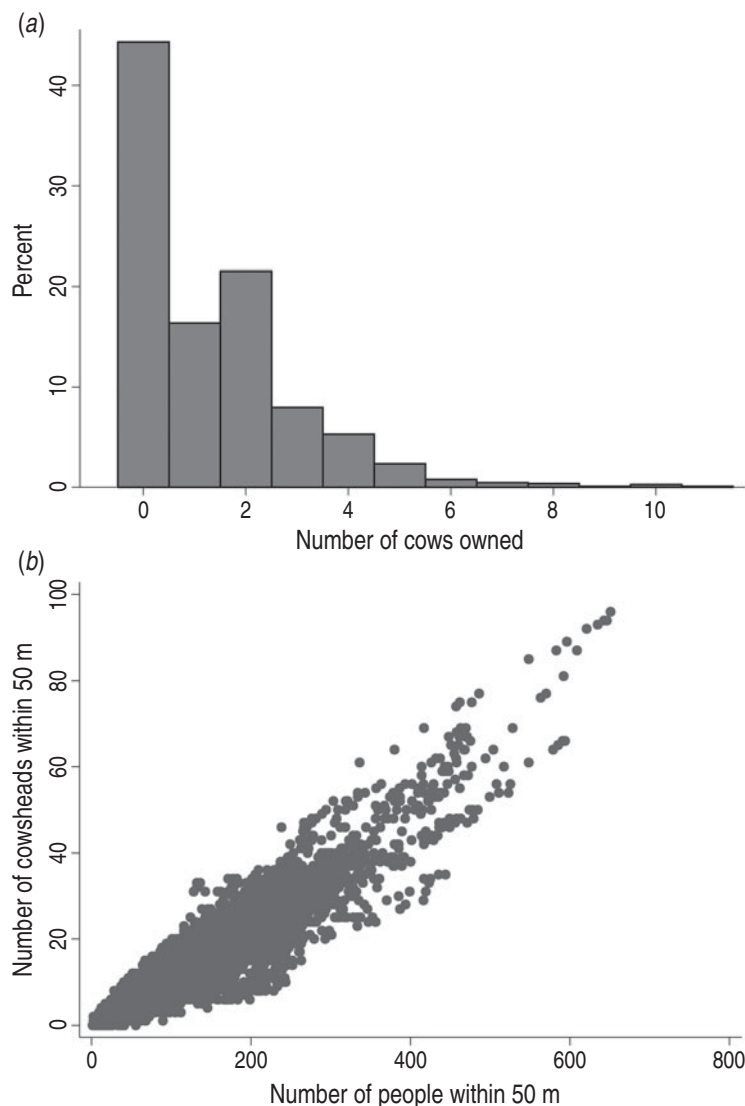 (a)
40
30
20
10
0
Percent
0 2 4 6 8 10
Number of cows owned
(b)
100
80
60
40
20
0
Number of cowsheads within 50 m
0 200 400 600 800
Number of people within 50 m